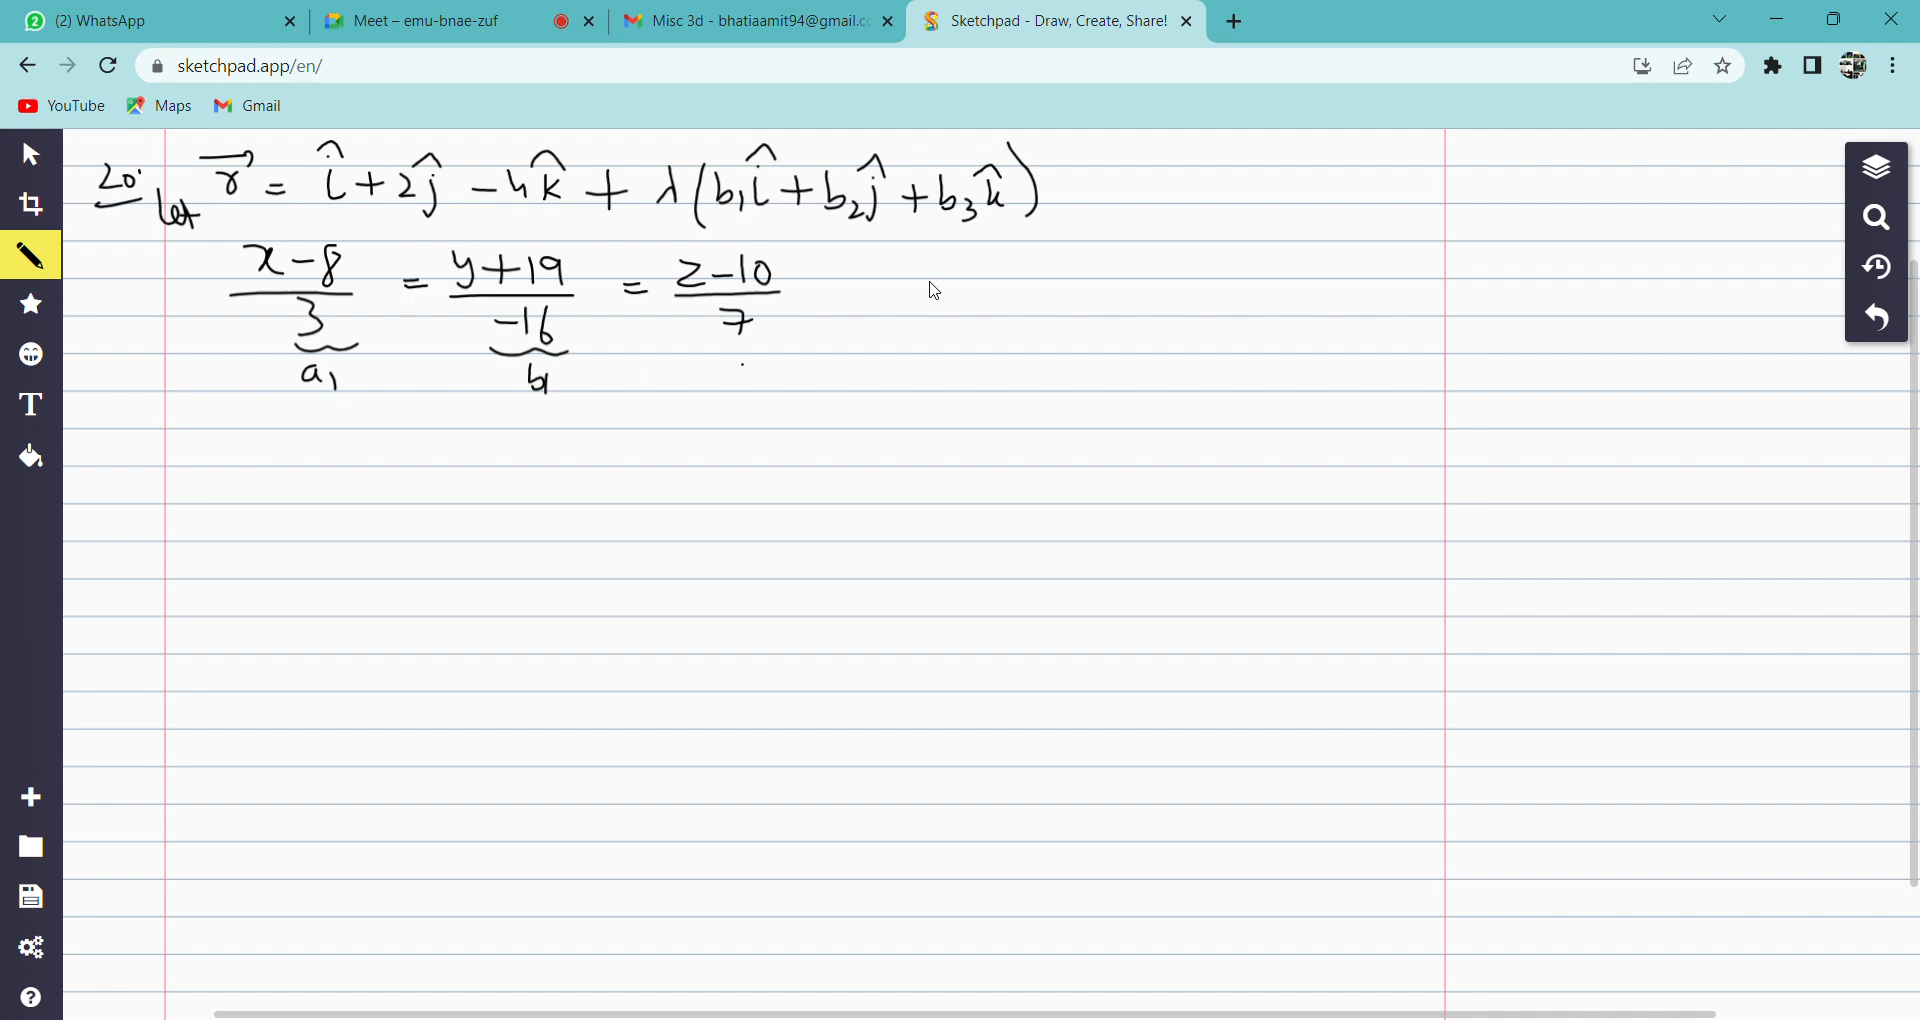 (2) WhatsApp
Meet – emu-bnae-zuf
Misc 3d - bhatiaamit94@gmail.cc
Sketchpad - Draw, Create, Share!
sketchpad.app/en/
YouTube Maps Gmail
20. let r⃗ = î + 2ĵ - 4k̂ + λ(b₁î + b₂ĵ + b₃k̂)
x-8 = y+19 = z-10
3 -16 7
a₁ b₁
T